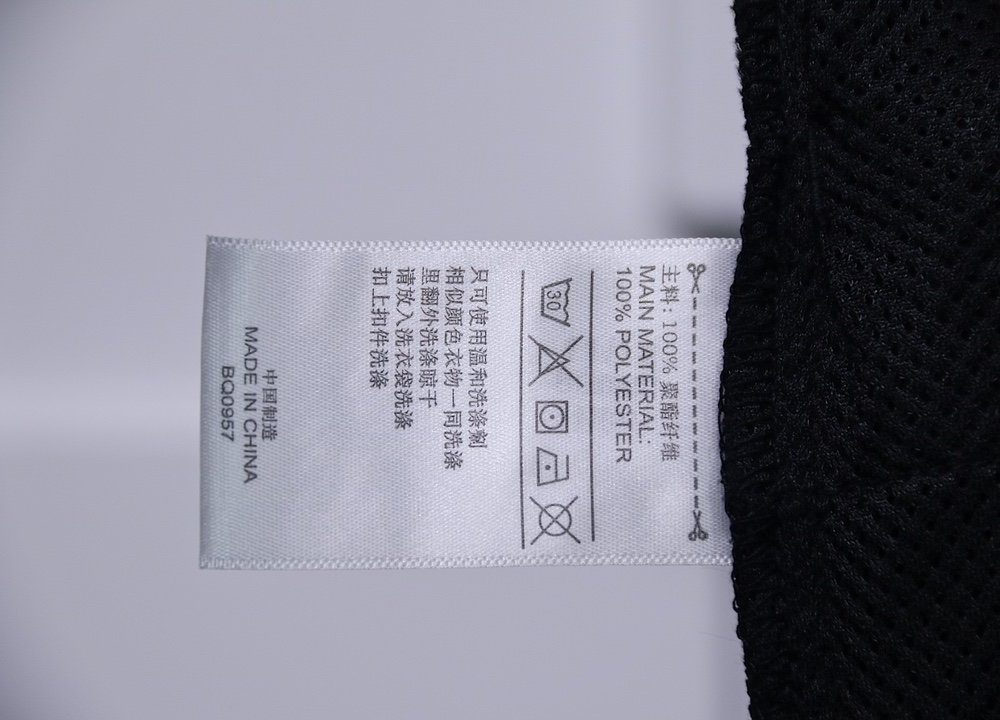 主料: 100% 聚酯纤维
MAIN MATERIAL:
100% POLYESTER
30
只可使用温和洗涤剂
相似颜色衣物一同洗涤
里翻外洗涤晾干
请放入洗衣袋洗涤
扣上扣件洗涤
中国制造
MADE IN CHINA
BQ0957